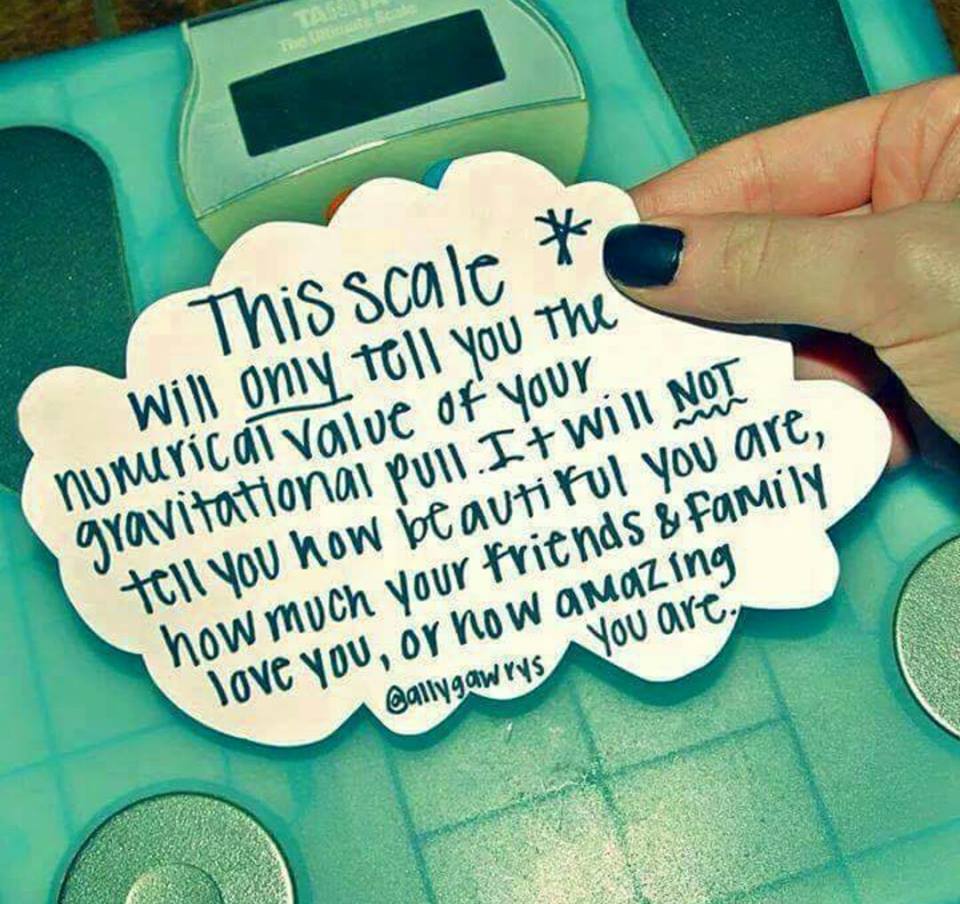 TANITA
The Ultimate Scale
This scale *
will only tell you the
numerical value of your
gravitational pull. It will NOT
tell you how beautiful you are,
how much your friends & family
love you, or how amazing
you are.
@allygawrys